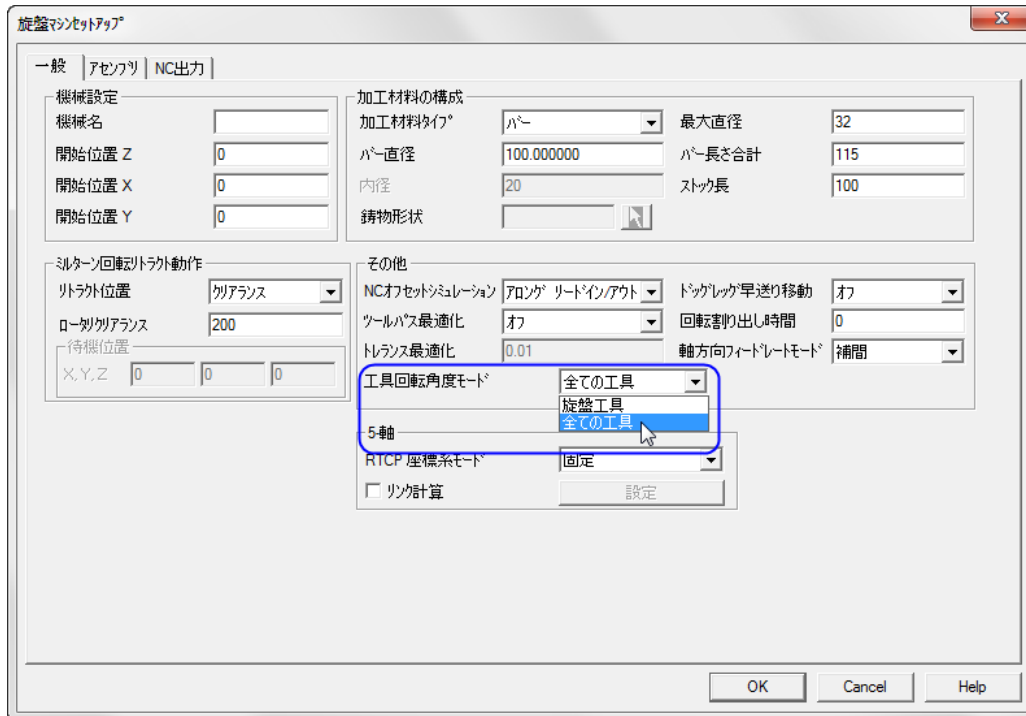 旋盤ﾏｼﾝｾｯﾄｱｯﾌﾟ
一般 ｱｾﾝﾌﾞﾘ NC出力
機械設定
機械名
開始位置 Z 0
開始位置 X 0
開始位置 Y 0
加工材料の構成
加工材料ﾀｲﾌﾟ ﾊﾞｰ 最大直径 32
ﾊﾞｰ直径 100.000000 ﾊﾞｰ長さ合計 115
内径 20 ｽﾄｯｸ長 100
鋳物形状
ﾐﾙﾀｰﾝ回転ﾘﾄﾗｸﾄ動作
ﾘﾄﾗｸﾄ位置 ｸﾘｱﾗﾝｽ
ﾛｰﾀﾘｸﾘｱﾗﾝｽ 200
待機位置
X,Y,Z 0 0 0
その他
NCｵﾌｾｯﾄｼﾐｭﾚｰｼｮﾝ ｱﾛﾝｸﾞ ﾘｰﾄﾞｲﾝ/ｱｳﾄ ﾄﾞｯｸﾞﾚｯｸﾞ早送り移動 ｵﾌ
ﾂｰﾙﾊﾟｽ最適化 ｵﾌ 回転割り出し時間 0
ﾄﾚﾗﾝｽ最適化 0.01 軸方向ﾌｨｰﾄﾞﾚｰﾄﾓｰﾄﾞ 補間
工具回転角度ﾓｰﾄﾞ 全ての工具
旋盤工具
全ての工具
5-軸
RTCP 座標系ﾓｰﾄﾞ 固定
ﾘﾝｸ計算 設定
OK Cancel Help